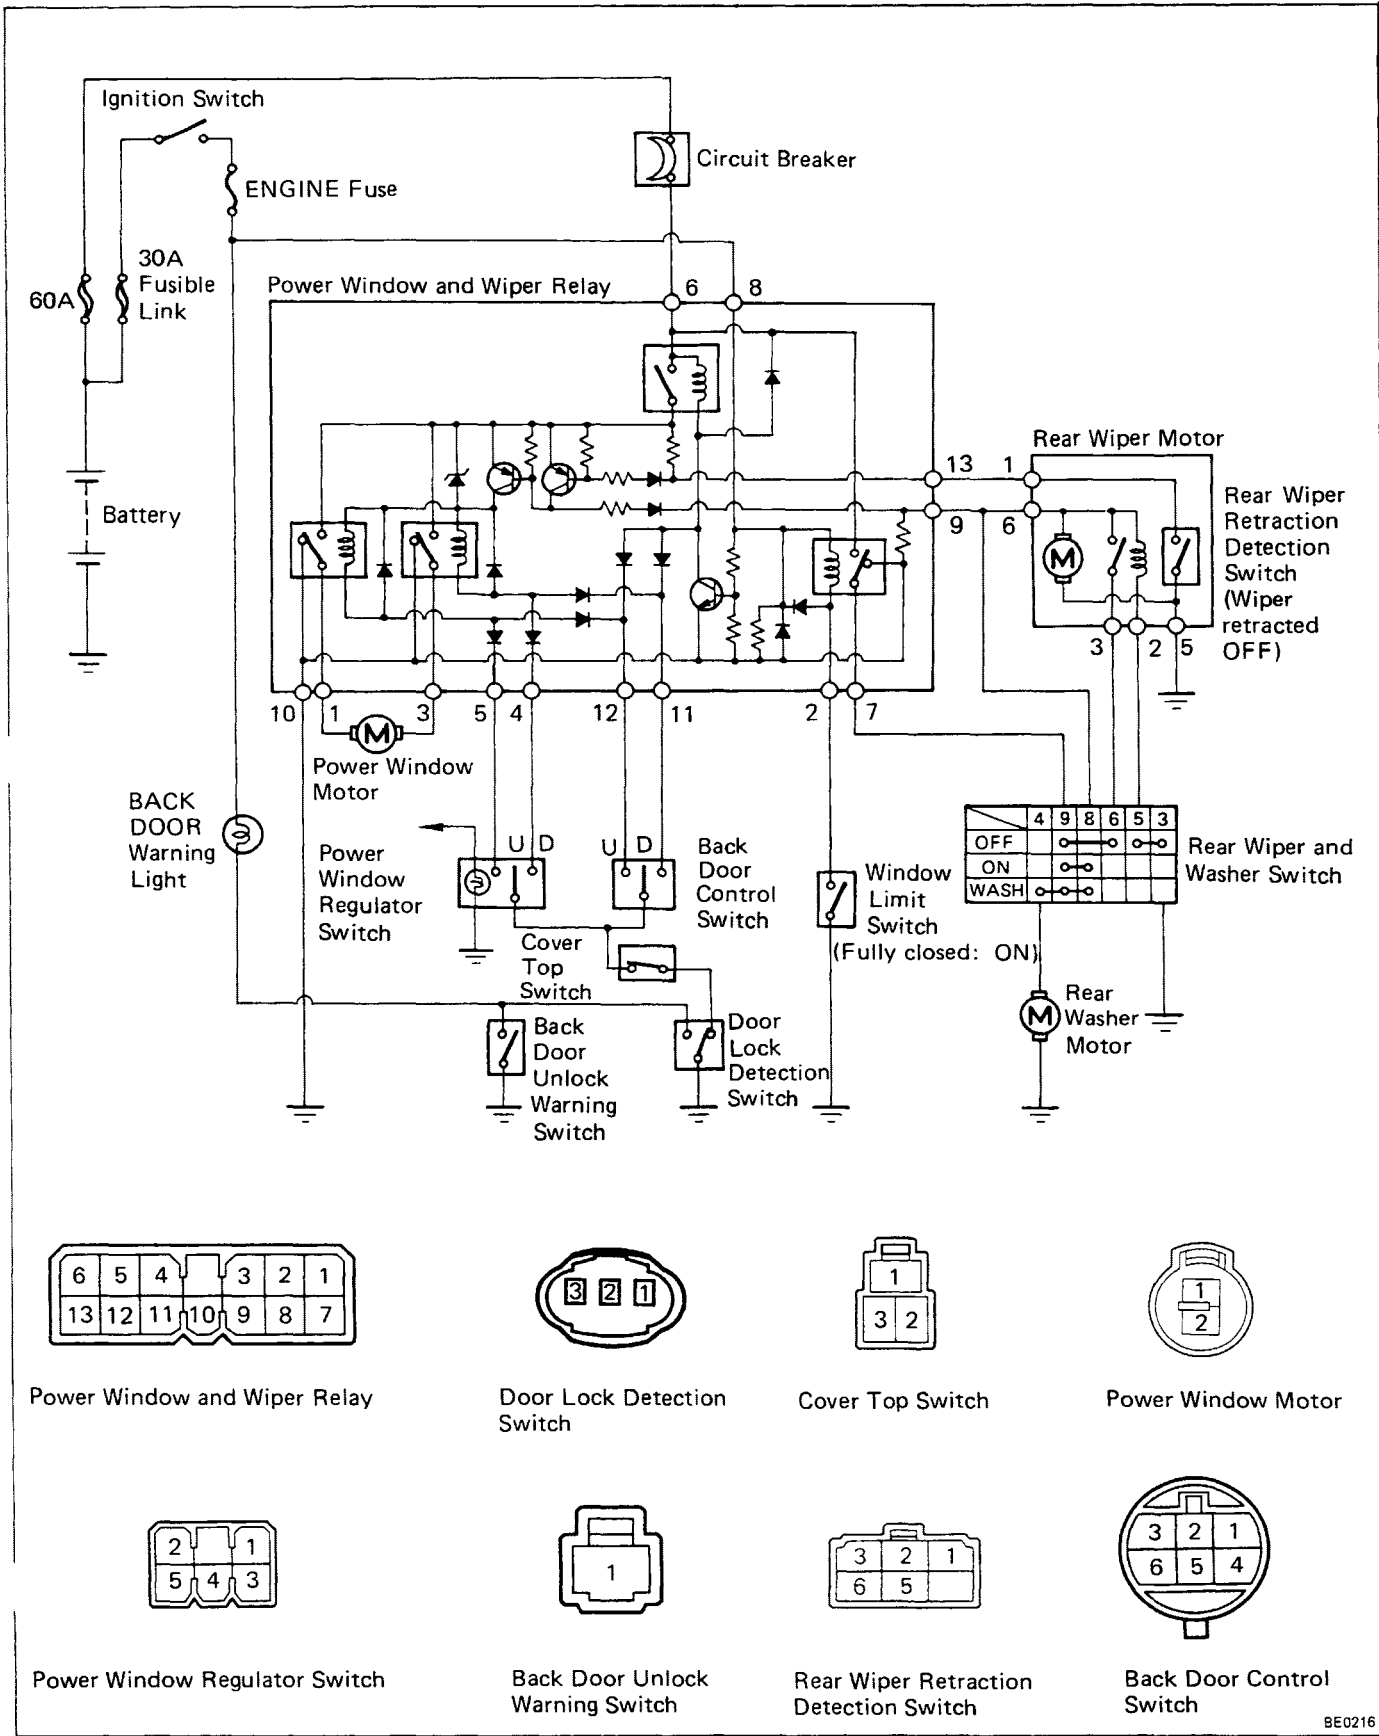 Ignition Switch
Circuit Breaker
ENGINE Fuse
30A
Fusible
Link
60A
Power Window and Wiper Relay
6
8
Rear Wiper Motor
13
1
9
6
Rear Wiper
Retraction
Detection
Switch
(Wiper
retracted
OFF)
M
Battery
3
2
5
10
1
3
5
4
12
11
2
7
M
Power Window
Motor
BACK
DOOR
Warning
Light
Power
Window
Regulator
Switch
U D
U D
Back
Door
Control
Switch
Window
Limit
Switch
(Fully closed: ON)
4 9 8 6 5 3
OFF
ON
WASH
Rear Wiper and
Washer Switch
Cover
Top
Switch
Back
Door
Unlock
Warning
Switch
Door
Lock
Detection
Switch
M
Rear
Washer
Motor
6 5 4 3 2 1
13 12 11 10 9 8 7
Power Window and Wiper Relay
3 2 1
Door Lock Detection
Switch
1
3 2
Cover Top Switch
1
2
Power Window Motor
2 1
5 4 3
Power Window Regulator Switch
1
Back Door Unlock
Warning Switch
3 2 1
6 5
Rear Wiper Retraction
Detection Switch
3 2 1
6 5 4
Back Door Control
Switch
BE0216